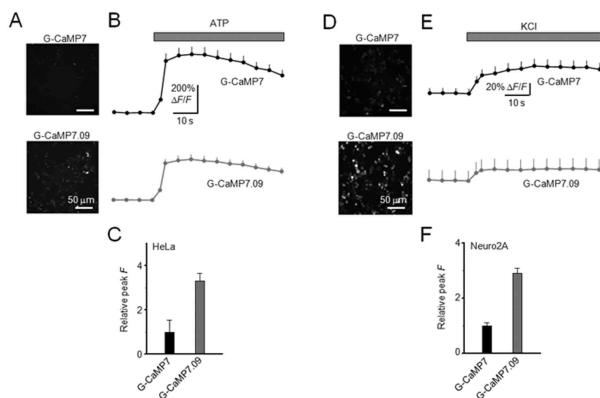 A
G-CaMP7
G-CaMP7.09
50 μm
B
ATP
G-CaMP7
200%
ΔF/F
10 s
G-CaMP7.09
C
HeLa
Relative peak F
4
2
0
G-CaMP7
G-CaMP7.09
D
G-CaMP7
G-CaMP7.09
50 μm
E
KCl
G-CaMP7
20% ΔF/F
10 s
G-CaMP7.09
F
Neuro2A
Relative peak F
4
2
0
G-CaMP7
G-CaMP7.09